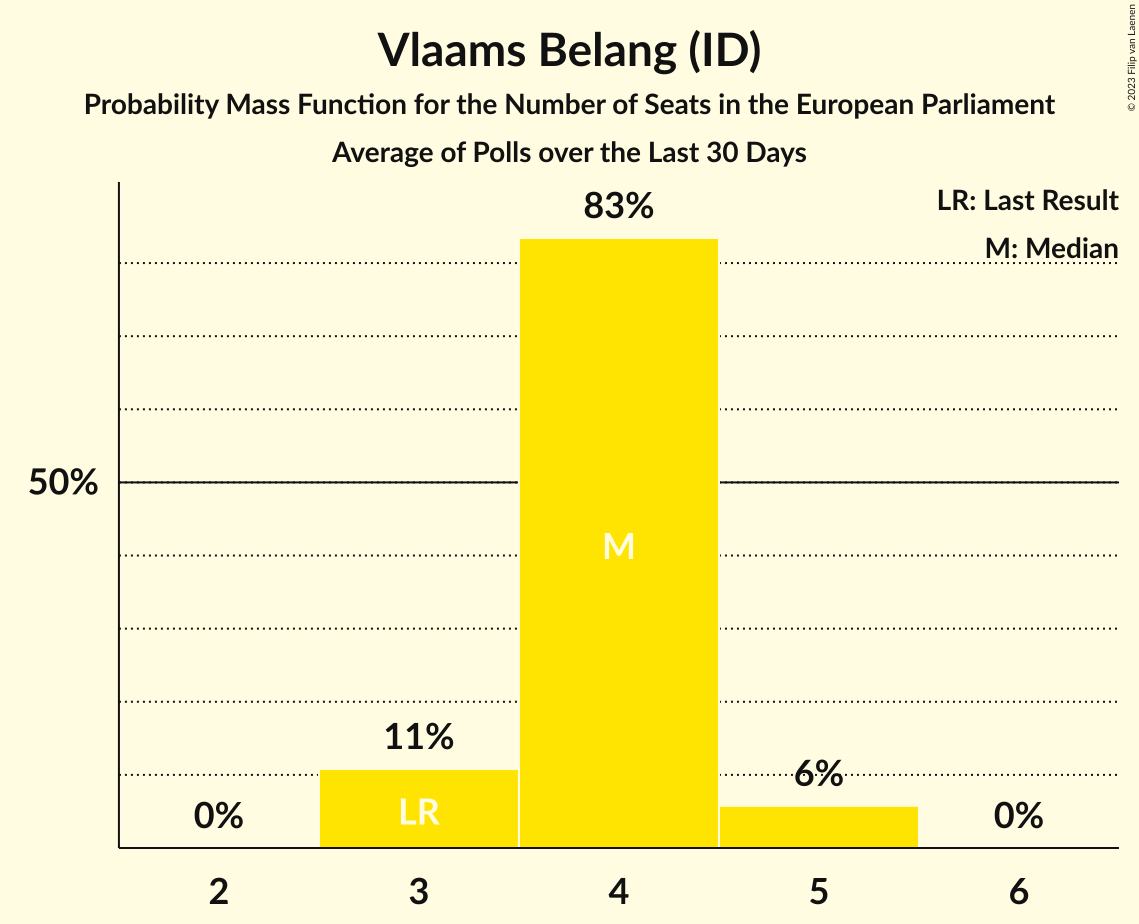 Vlaams Belang (ID)
Probability Mass Function for the Number of Seats in the European Parliament
Average of Polls over the Last 30 Days
© 2023 Filip van Laenen
LR: Last Result
M: Median
83%
50%
M
11%
LR
6%
0%
0%
2 3 4 5 6